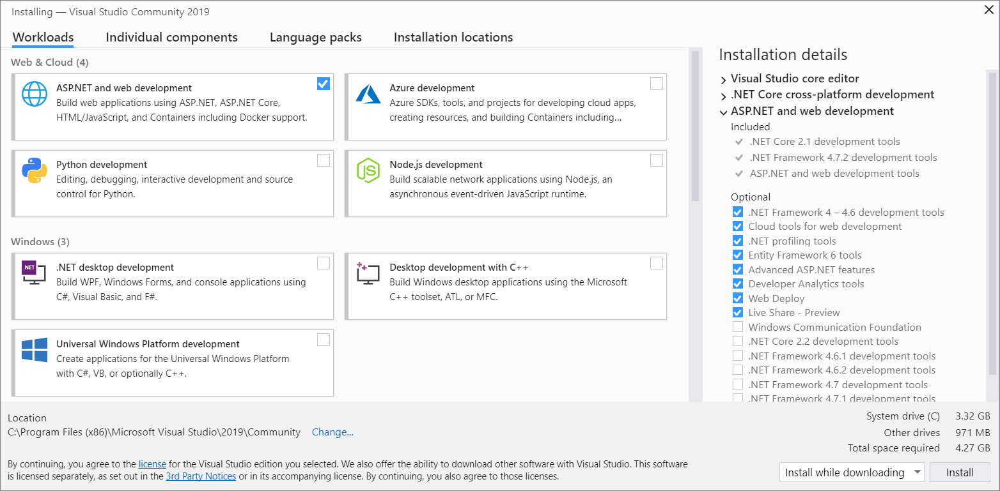 Installing — Visual Studio Community 2019
Workloads
Individual components
Language packs
Installation locations
Web & Cloud (4)
ASP.NET and web development
Build web applications using ASP.NET, ASP.NET Core,
HTML/JavaScript, and Containers including Docker support.
Azure development
Azure SDKs, tools, and projects for developing cloud apps,
creating resources, and building Containers including...
Python development
Editing, debugging, interactive development and source
control for Python.
JS
Node.js development
Build scalable network applications using Node.js, an
asynchronous event-driven JavaScript runtime.
Windows (3)
.NET
.NET desktop development
Build WPF, Windows Forms, and console applications using
C#, Visual Basic, and F#.
Desktop development with C++
Build Windows desktop applications using the Microsoft
C++ toolset, ATL, or MFC.
Universal Windows Platform development
Create applications for the Universal Windows Platform
with C#, VB, or optionally C++.
Installation details
Visual Studio core editor
.NET Core cross-platform development
ASP.NET and web development
Included
.NET Core 2.1 development tools
.NET Framework 4.7.2 development tools
ASP.NET and web development tools
Optional
.NET Framework 4 – 4.6 development tools
Cloud tools for web development
.NET profiling tools
Entity Framework 6 tools
Advanced ASP.NET features
Developer Analytics tools
Web Deploy
Live Share - Preview
Windows Communication Foundation
.NET Core 2.2 development tools
.NET Framework 4.6.1 development tools
.NET Framework 4.6.2 development tools
.NET Framework 4.7 development tools
.NET Framework 4.7.1 development tools
Location
C:\Program Files (x86)\Microsoft Visual Studio\2019\Community Change...
System drive (C) 3.32 GB
Other drives 971 MB
Total space required 4.27 GB
By continuing, you agree to the license for the Visual Studio edition you selected. We also offer the ability to download other software with Visual Studio. This software
is licensed separately, as set out in the 3rd Party Notices or in its accompanying license. By continuing, you also agree to those licenses.
Install while downloading
Install